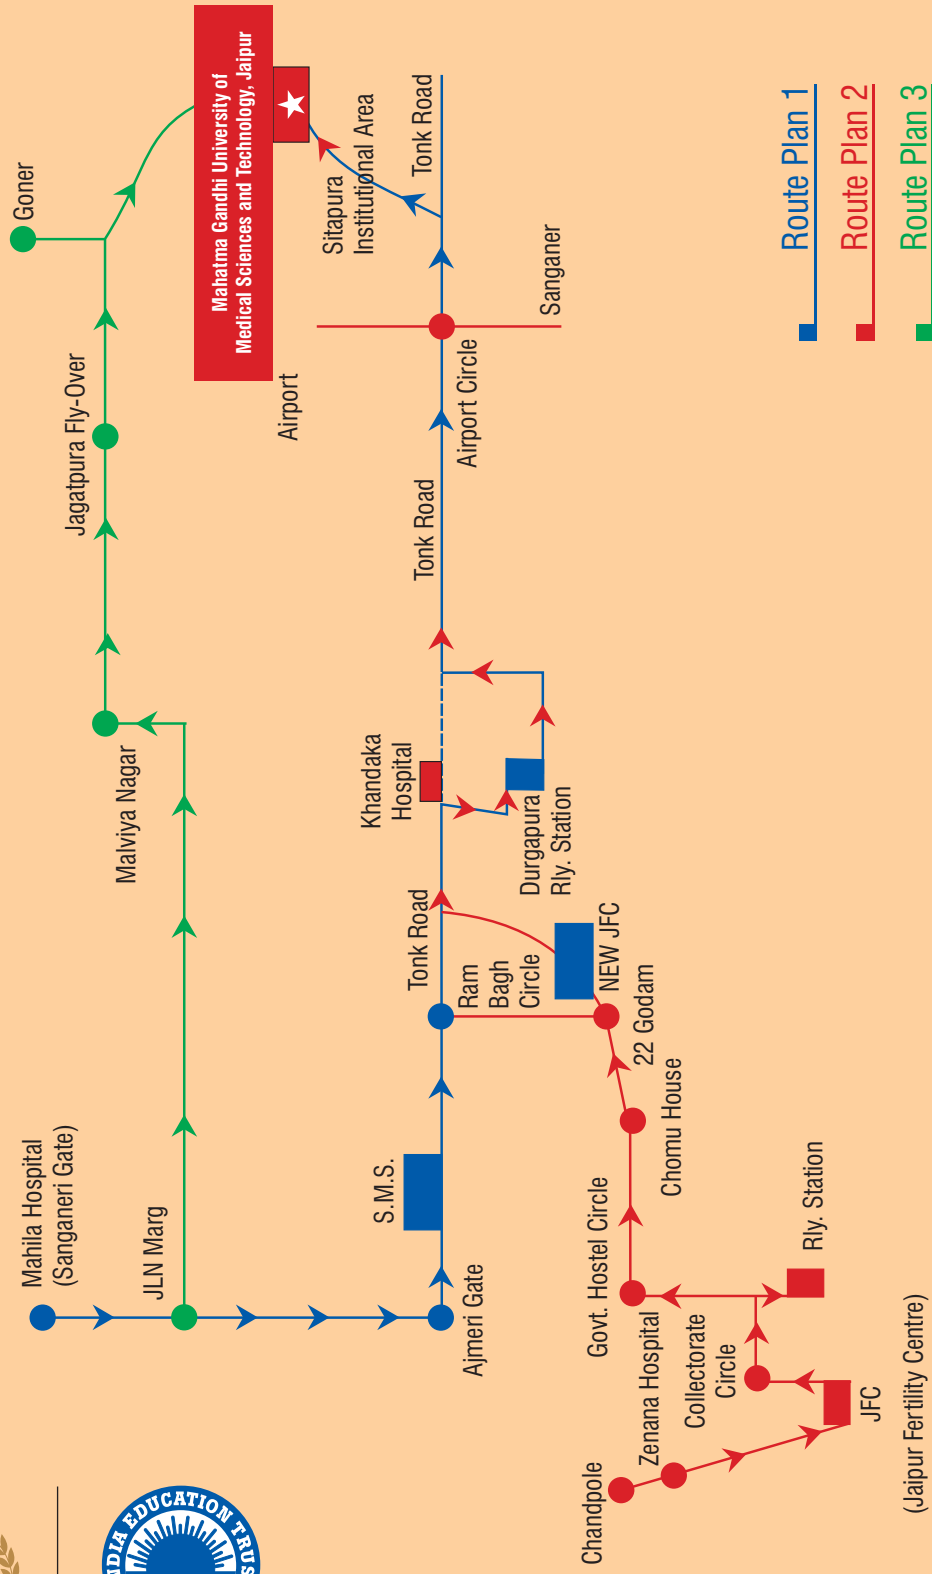 Goner
Mahatma Gandhi University of
Medical Sciences and Technology, Jaipur
Jagatpura Fly-Over
Malviya Nagar
JLN Marg
Mahila Hospital
(Sanganeri Gate)
Sitapura
Institutional Area
Tonk Road
Airport
Airport Circle
Sanganer
Tonk Road
Khandaka
Hospital
Durgapura
Rly. Station
Tonk Road
Ram
Bagh
Circle
NEW JFC
22 Godam
S.M.S.
Ajmeri Gate
Chomu House
Govt. Hostel Circle
Rly. Station
Collectorate
Circle
Zenana Hospital
Chandpole
JFC
(Jaipur Fertility Centre)
Route Plan 1
Route Plan 2
Route Plan 3
EDUCATION